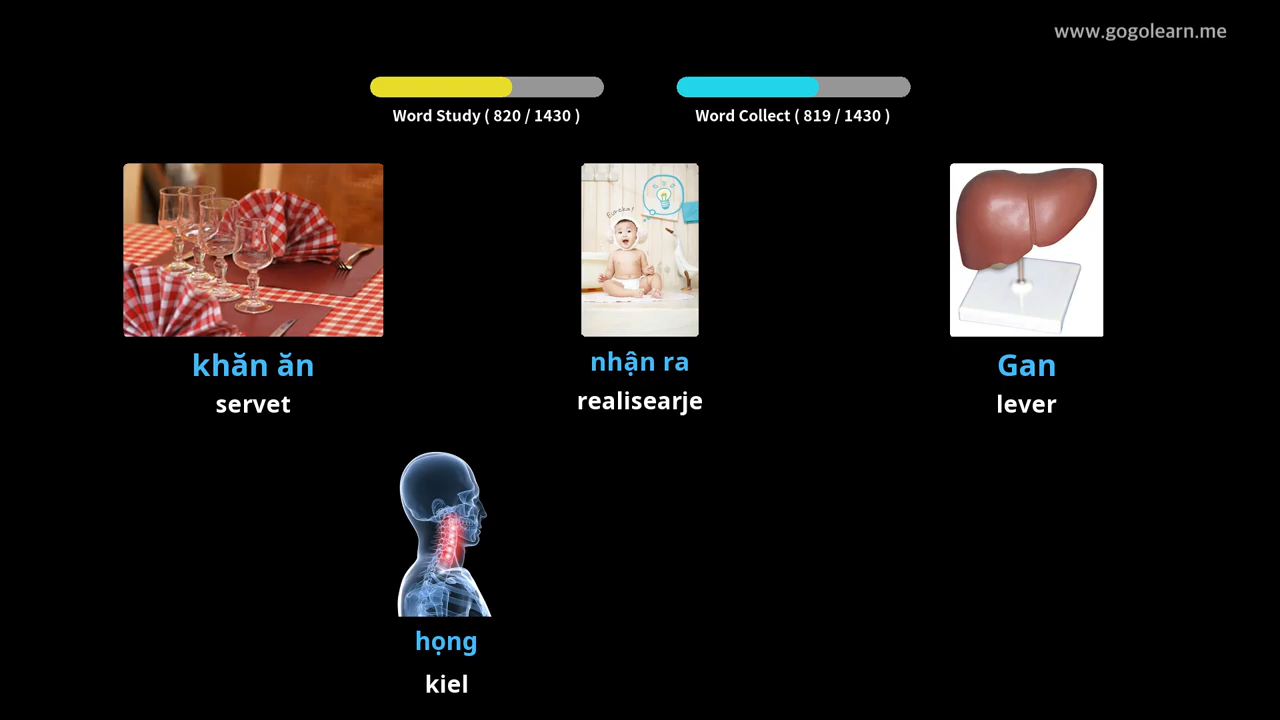 www.gogolearn.me
Word Study ( 820 / 1430 )
Word Collect ( 819 / 1430 )
Eureka!
khăn ăn
nhận ra
Gan
servet
realisearje
lever
họng
kiel